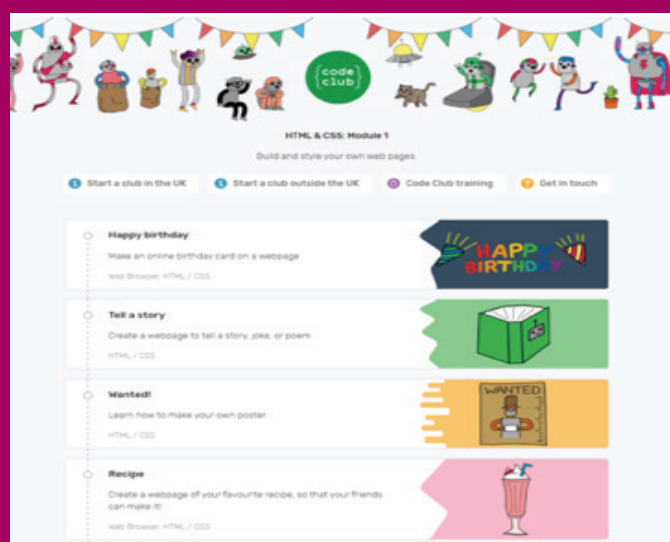 {code
club}
HTML & CSS: Module 1
Build and style your own web pages.
Start a club in the UK
Start a club outside the UK
Code Club training
Get in touch
Happy birthday
Make an online birthday card on a webpage
Web Browser, HTML / CSS
HAPPY
BIRTHDAY
Tell a story
Create a webpage to tell a story, joke, or poem
HTML / CSS
Wanted!
Learn how to make your own poster.
HTML / CSS
WANTED
Recipe
Create a webpage of your favourite recipe, so that your friends
can make it!
Web Browser, HTML / CSS